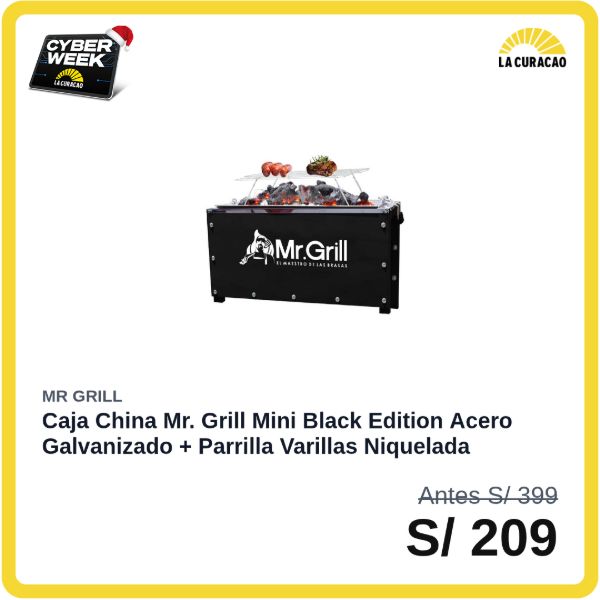 CYBER
WEEK
LA CURACAO
LA CURACAO
Mr.Grill
EL MAESTRO DE LAS BRASAS
MR GRILL
Caja China Mr. Grill Mini Black Edition Acero
Galvanizado + Parrilla Varillas Niquelada
Antes S/ 399
S/ 209